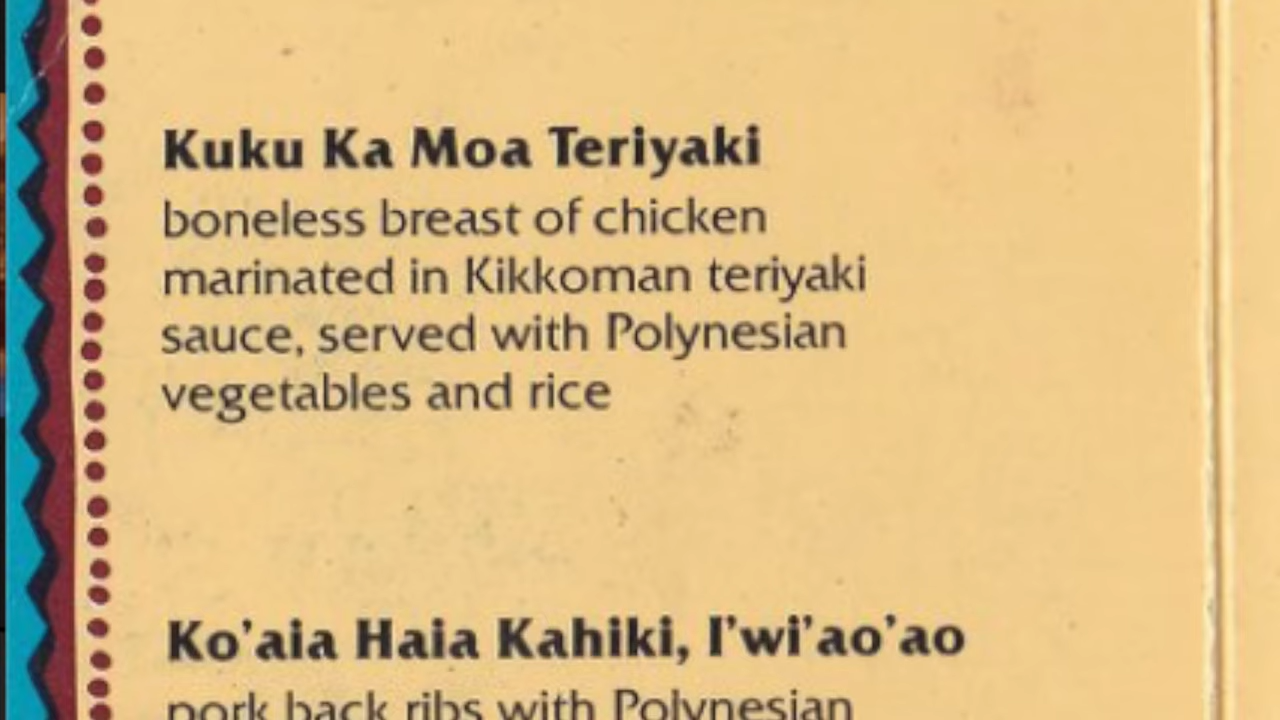 Kuku Ka Moa Teriyaki
boneless breast of chicken
marinated in Kikkoman teriyaki
sauce, served with Polynesian
vegetables and rice
Ko'aia Haia Kahiki, I'wi'ao'ao
pork back ribs with Polynesian